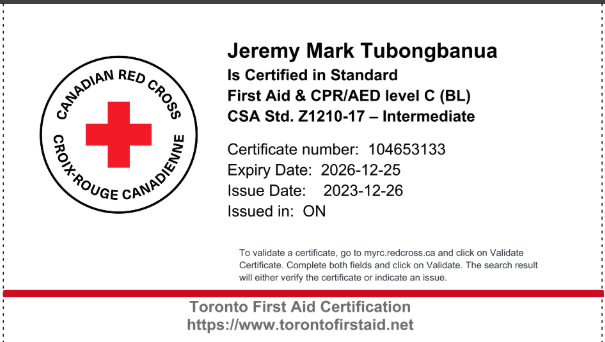 CANADIAN RED CROSS
CROIX-ROUGE CANADIENNE
Jeremy Mark Tubongbanua
Is Certified in Standard
First Aid & CPR/AED level C (BL)
CSA Std. Z1210-17 – Intermediate
Certificate number: 104653133
Expiry Date: 2026-12-25
Issue Date: 2023-12-26
Issued in: ON
To validate a certificate, go to myrc.redcross.ca and click on Validate
Certificate. Complete both fields and click on Validate. The search result
will either verify the certificate or indicate an issue.
Toronto First Aid Certification
https://www.torontofirstaid.net